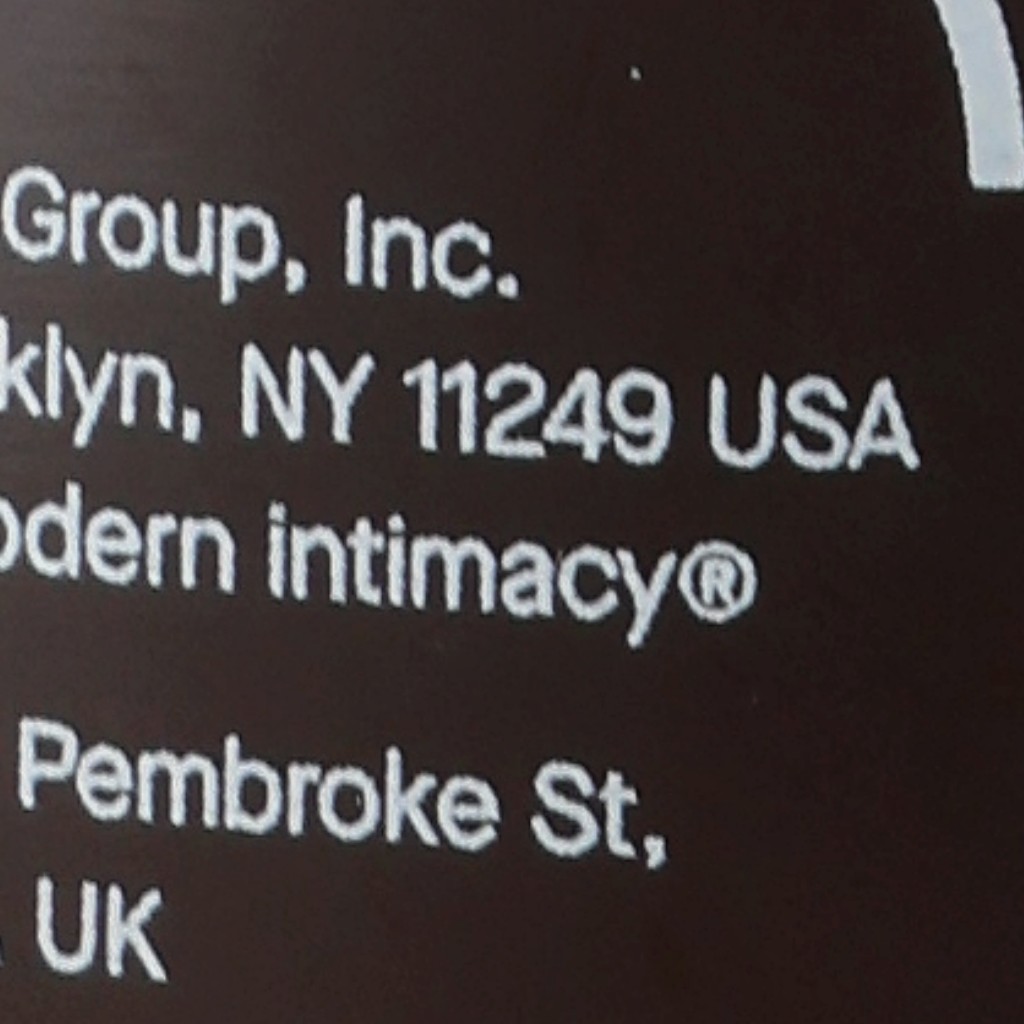 Group, Inc.
klyn, NY 11249 USA
odern intimacy®
Pembroke St,
UK